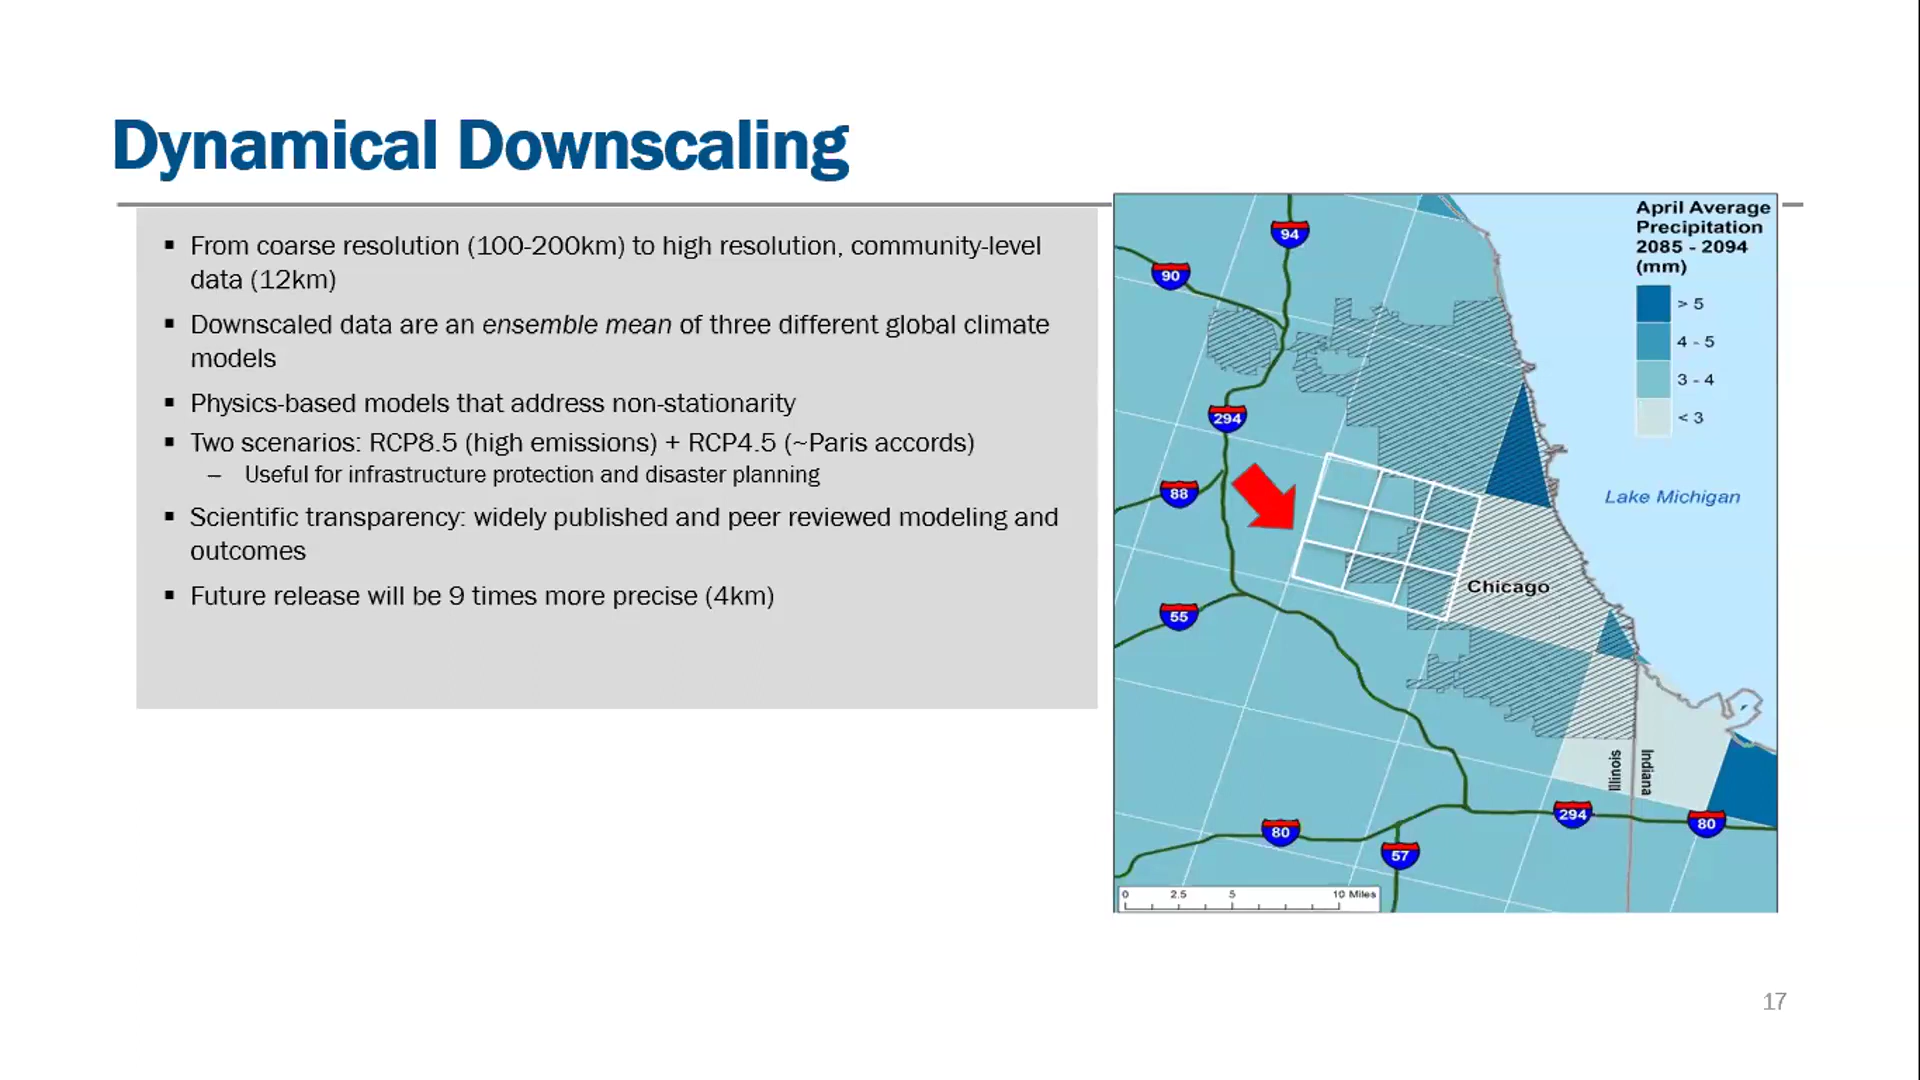 Dynamical Downscaling
▪ From coarse resolution (100-200km) to high resolution, community-level
data (12km)
▪ Downscaled data are an ensemble mean of three different global climate
models
▪ Physics-based models that address non-stationarity
▪ Two scenarios: RCP8.5 (high emissions) + RCP4.5 (~Paris accords)
– Useful for infrastructure protection and disaster planning
▪ Scientific transparency: widely published and peer reviewed modeling and
outcomes
▪ Future release will be 9 times more precise (4km)
April Average
Precipitation
2085 - 2094
(mm)
> 5
4 - 5
3 - 4
< 3
94
90
294
88
Lake Michigan
Chicago
55
Illinois
Indiana
294
80
80
57
0 2.5 5 10 Miles
17